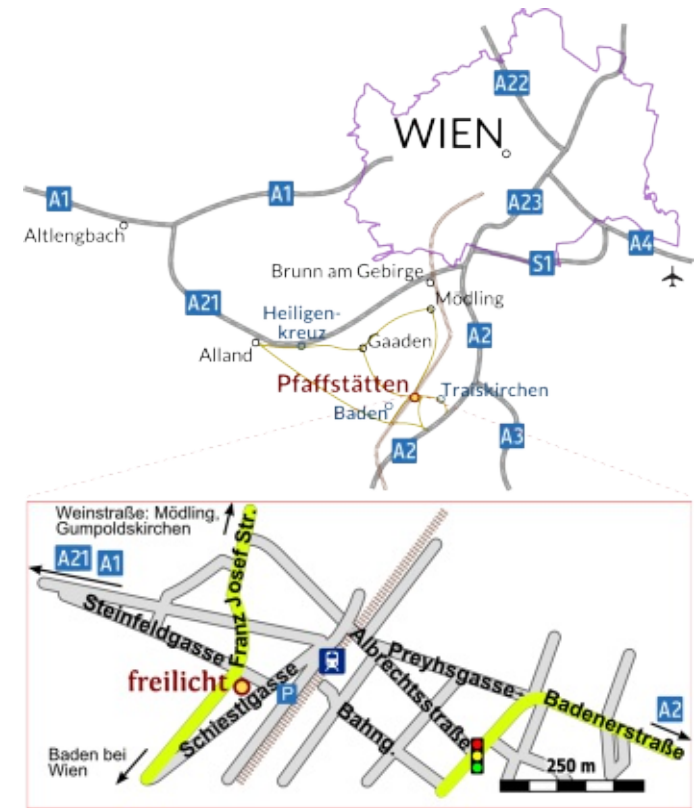 A22
WIEN
A1
A1
A23
Altlengbach
A4
S1
Brunn am Gebirge
A21
Mödling
Heiligen-
kreuz
A2
Gaaden
Alland
Pfaffstätten
Traiskirchen
Baden
A3
A2
Weinstraße: Mödling,
Gumpoldskirchen
A21 A1
Franz Josef Str.
Steinfeldgasse
Albrechtsstraße
Preyhsgasse
freilicht
P
Schiestlgasse
Bahng.
Badenerstraße
A2
Baden bei
Wien
250 m